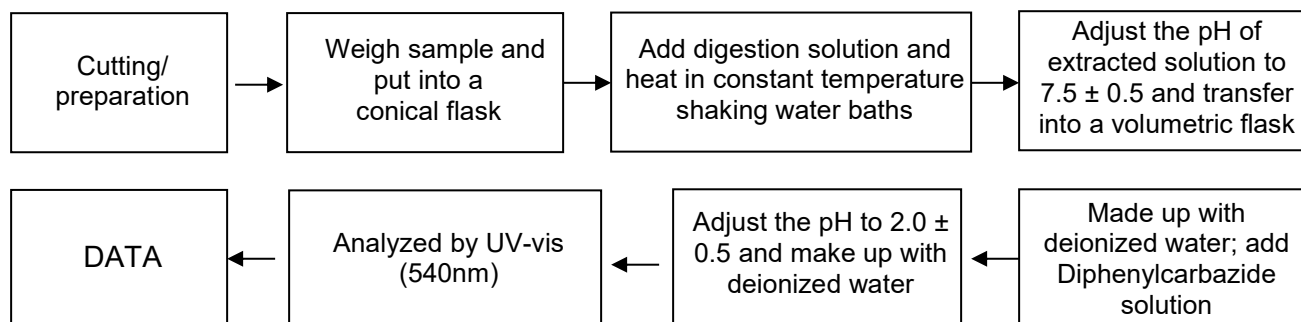 Cutting/
preparation
Weigh sample and
put into a
conical flask
Add digestion solution and
heat in constant temperature
shaking water baths
Adjust the pH of
extracted solution to
7.5 ± 0.5 and transfer
into a volumetric flask
Made up with
deionized water; add
Diphenylcarbazide
solution
Adjust the pH to 2.0 ±
0.5 and make up with
deionized water
Analyzed by UV-vis
(540nm)
DATA